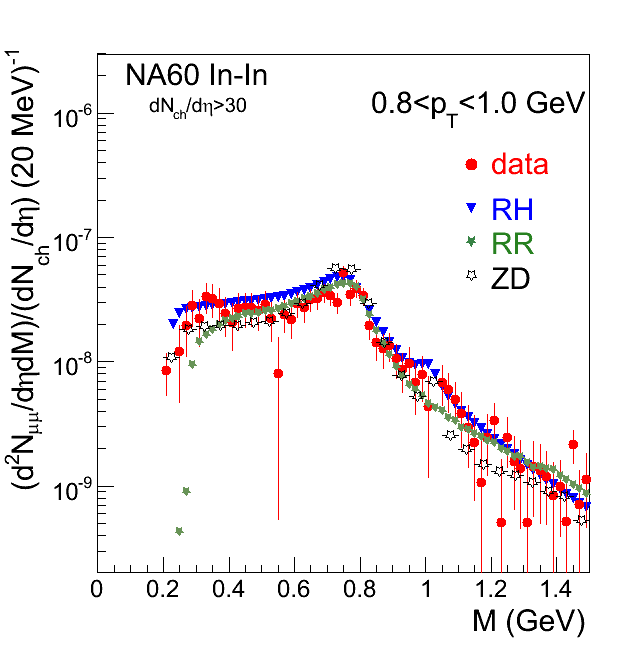 NA60 In-In
dN_ch/dη>30
0.8<p_T<1.0 GeV
data
RH
RR
ZD
(d²N_μμ/dηdM)/(dN_ch/dη) (20 MeV)⁻¹
10⁻⁶
10⁻⁷
10⁻⁸
10⁻⁹
0 0.2 0.4 0.6 0.8 1 1.2 1.4
M (GeV)